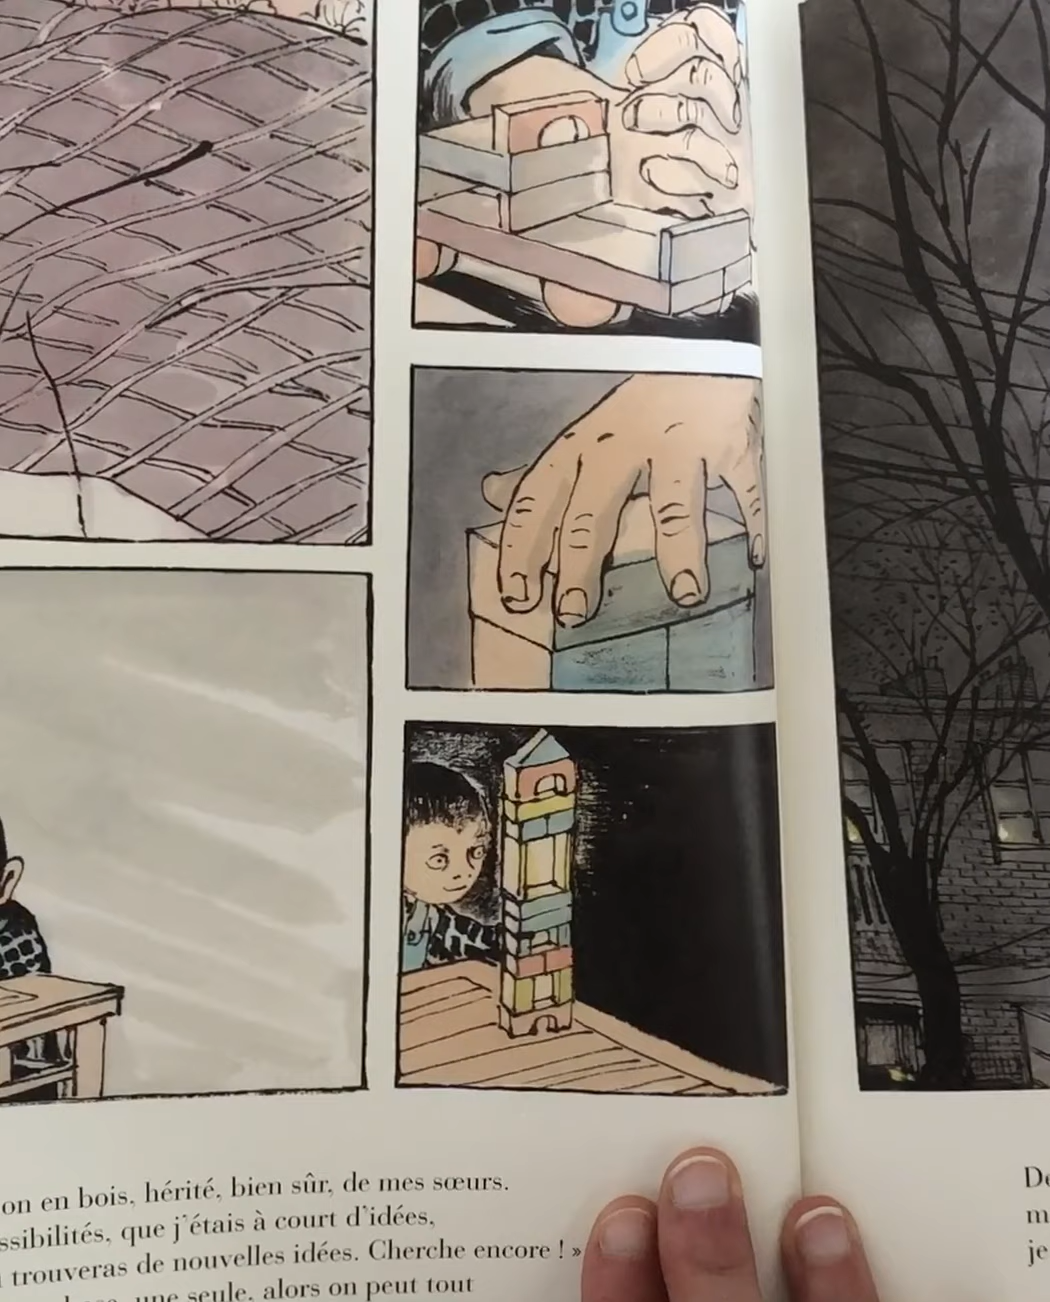 on en bois, hérité, bien sûr, de mes sœurs.
ssibilités, que j'étais à court d'idées,
trouveras de nouvelles idées. Cherche encore ! »
une seule, alors on peut tout
De
m
je